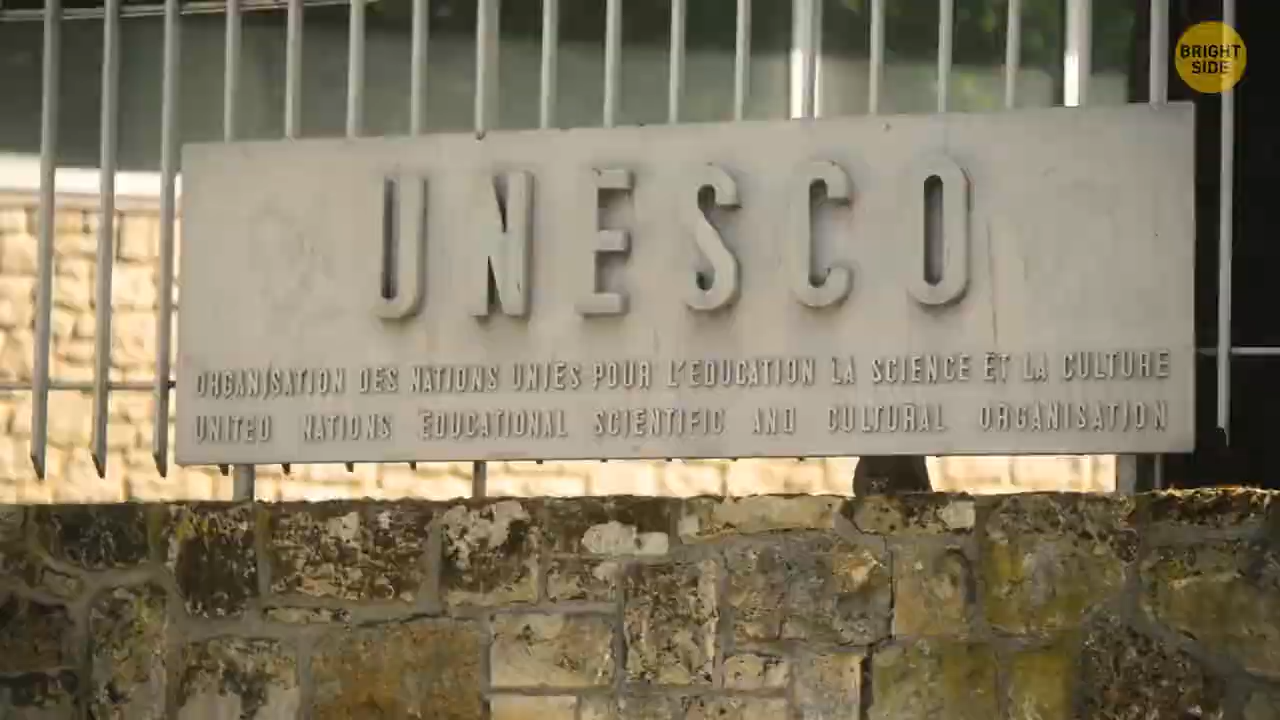 BRIGHT
SIDE
UNESCO
ORGANISATION DES NATIONS UNIES POUR L'EDUCATION LA SCIENCE ET LA CULTURE
UNITED NATIONS EDUCATIONAL SCIENTIFIC AND CULTURAL ORGANISATION